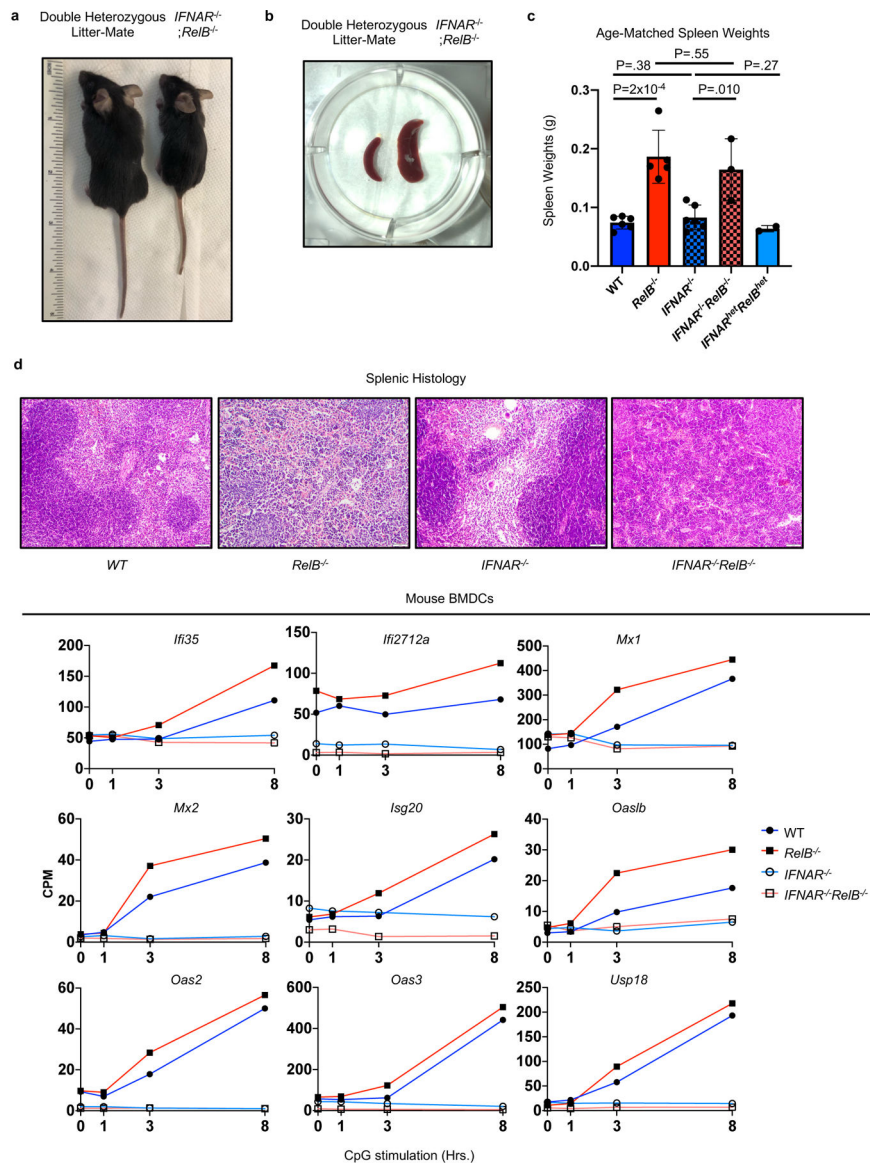 a
Double Heterozygous
Litter-Mate
IFNAR-/-
;RelB-/-
b
Double Heterozygous
Litter-Mate
IFNAR-/-
;RelB-/-
c
Age-Matched Spleen Weights
P=.55
P=.38
P=.27
P=2x10-4
P=.010
0.3
0.2
0.1
0.0
Spleen Weights (g)
WT
RelB-/-
IFNAR-/-
IFNAR-/-RelB-/-
IFNARhetRelBhet
d
Splenic Histology
WT
RelB-/-
IFNAR-/-
IFNAR-/-RelB-/-
Mouse BMDCs
Ifi35
200
150
100
50
0
0 1 3 8
Ifi2712a
150
100
50
0
0 1 3 8
Mx1
500
400
300
200
100
0
0 1 3 8
Mx2
60
40
20
0
0 1 3 8
CPM
Isg20
30
20
10
0
0 1 3 8
Oaslb
40
30
20
10
0
0 1 3 8
WT
RelB-/-
IFNAR-/-
IFNAR-/-RelB-/-
Oas2
60
40
20
0
0 1 3 8
Oas3
600
400
200
0
0 1 3 8
Usp18
250
200
150
100
50
0
0 1 3 8
CpG stimulation (Hrs.)